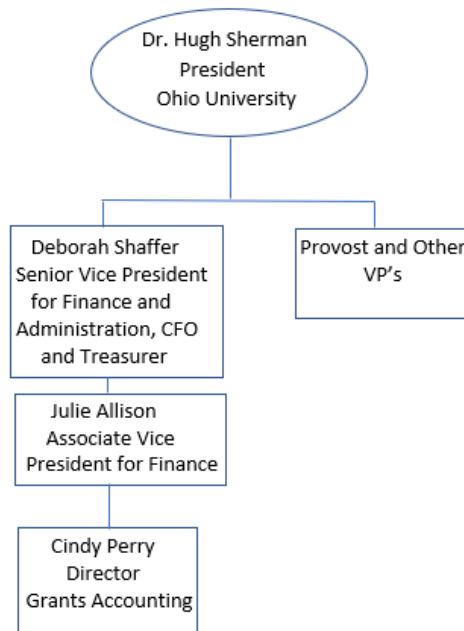 Dr. Hugh Sherman
President
Ohio University
Deborah Shaffer
Senior Vice President
for Finance and
Administration, CFO
and Treasurer
Provost and Other
VP's
Julie Allison
Associate Vice
President for Finance
Cindy Perry
Director
Grants Accounting